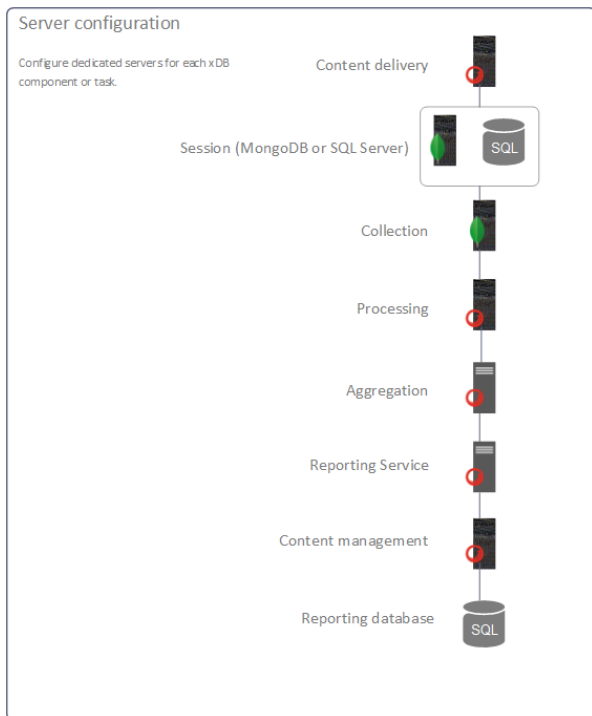 Server configuration
Configure dedicated servers for each xDB
component or task.
Content delivery
Session (MongoDB or SQL Server)
SQL
Collection
Processing
Aggregation
Reporting Service
Content management
Reporting database
SQL